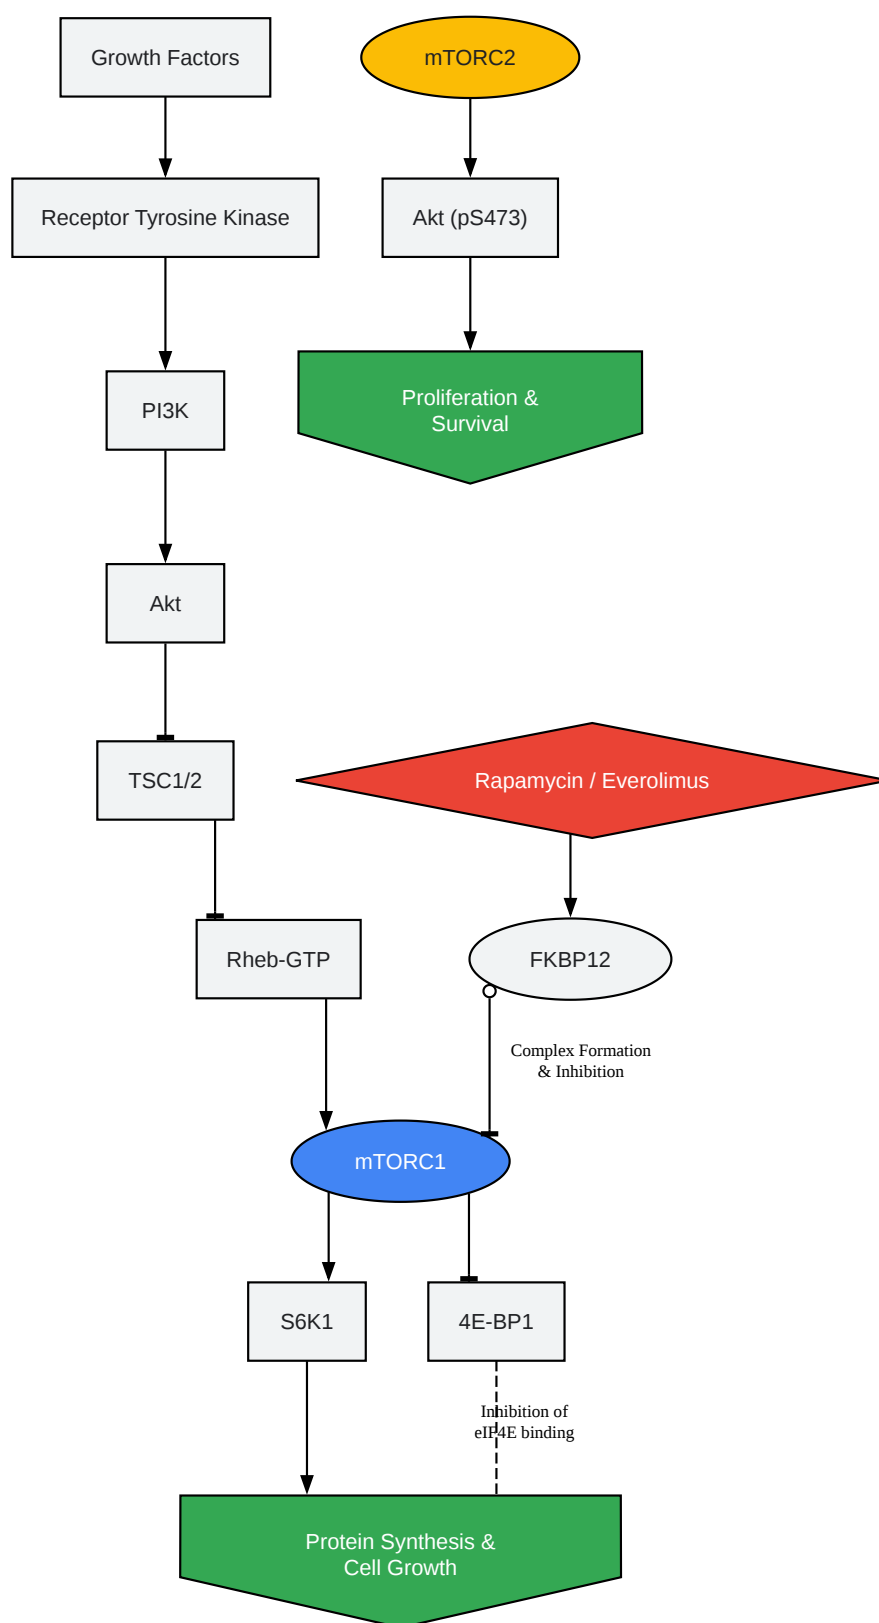 Growth Factors
mTORC2
Receptor Tyrosine Kinase
Akt (pS473)
PI3K
Proliferation &
Survival
Akt
TSC1/2
Rapamycin / Everolimus
Rheb-GTP
FKBP12
Complex Formation
& Inhibition
mTORC1
S6K1
4E-BP1
Inhibition of
eIF4E binding
Protein Synthesis &
Cell Growth